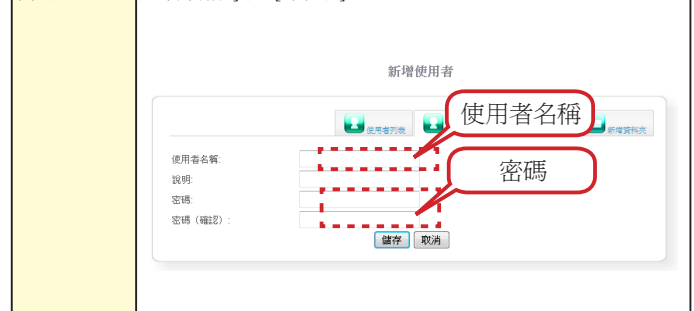 新增使用者
使用者名稱
使用者列表
新增資料夾
使用者名稱:
密碼
說明:
密碼:
密碼（確認）:
儲存 取消